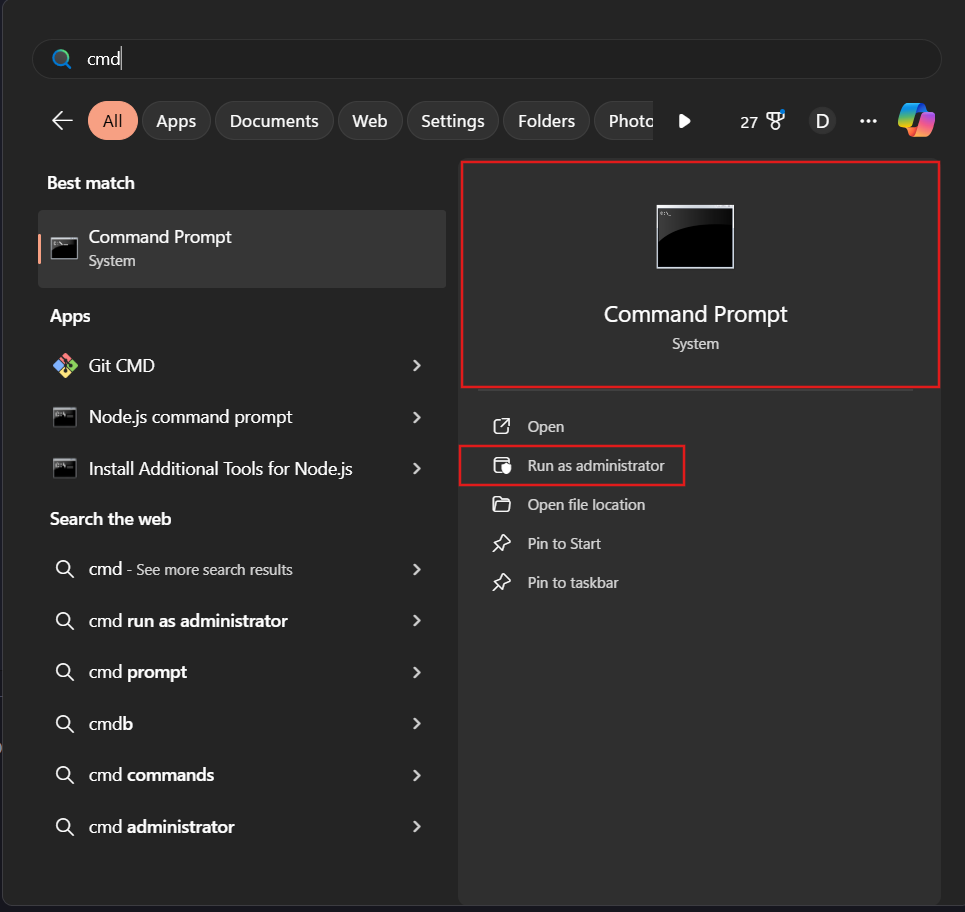 cmd
All
Apps
Documents
Web
Settings
Folders
Photo
27
D
Best match
Command Prompt
System
Apps
Git CMD
Node.js command prompt
Install Additional Tools for Node.js
Search the web
cmd - See more search results
cmd run as administrator
cmd prompt
cmdb
cmd commands
cmd administrator
Command Prompt
System
Open
Run as administrator
Open file location
Pin to Start
Pin to taskbar